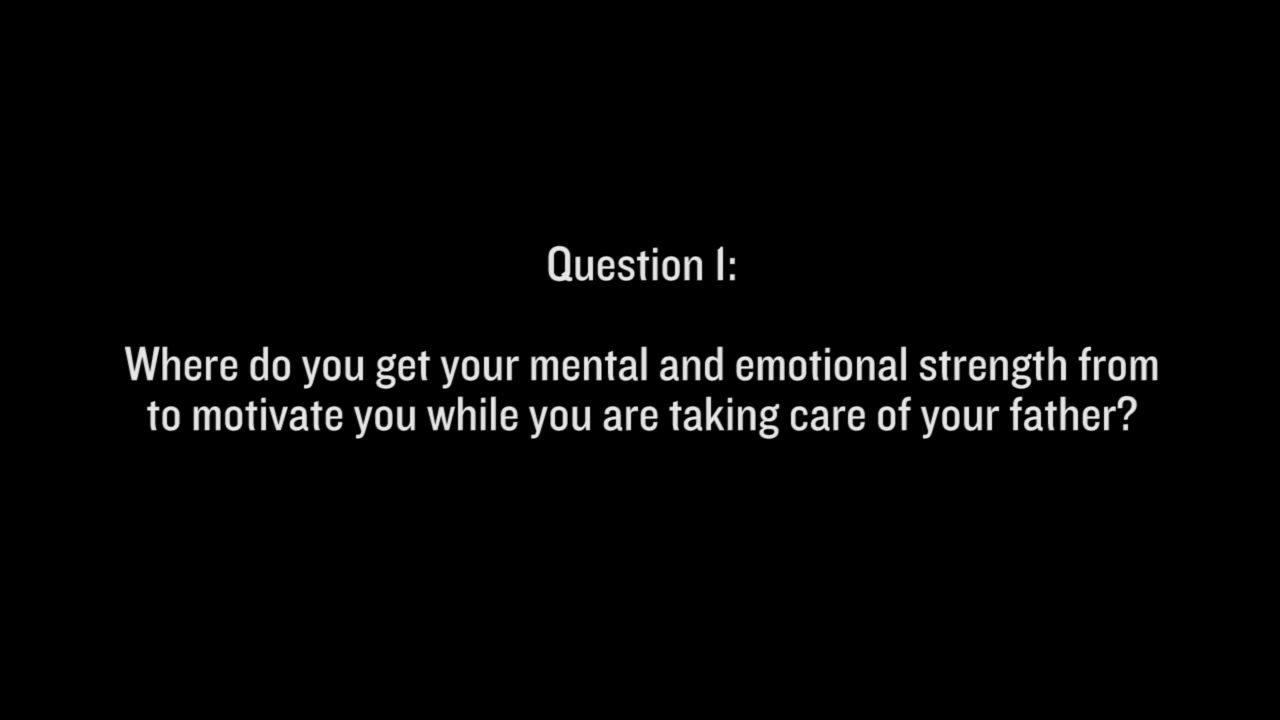 Question 1:
Where do you get your mental and emotional strength from
to motivate you while you are taking care of your father?